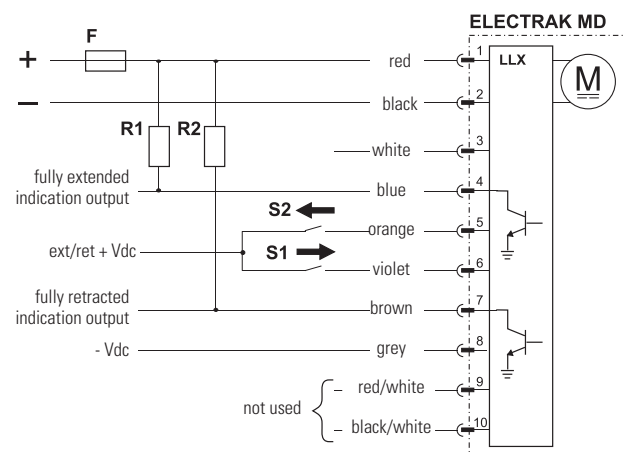 ELECTRAK MD
F
+
red
1
LLX
M
–
black
2
R1
R2
white
3
fully extended
indication output
blue
4
S2
orange
5
ext/ret + Vdc
S1
violet
6
fully retracted
indication output
brown
7
- Vdc
grey
8
red/white
9
not used
black/white
10